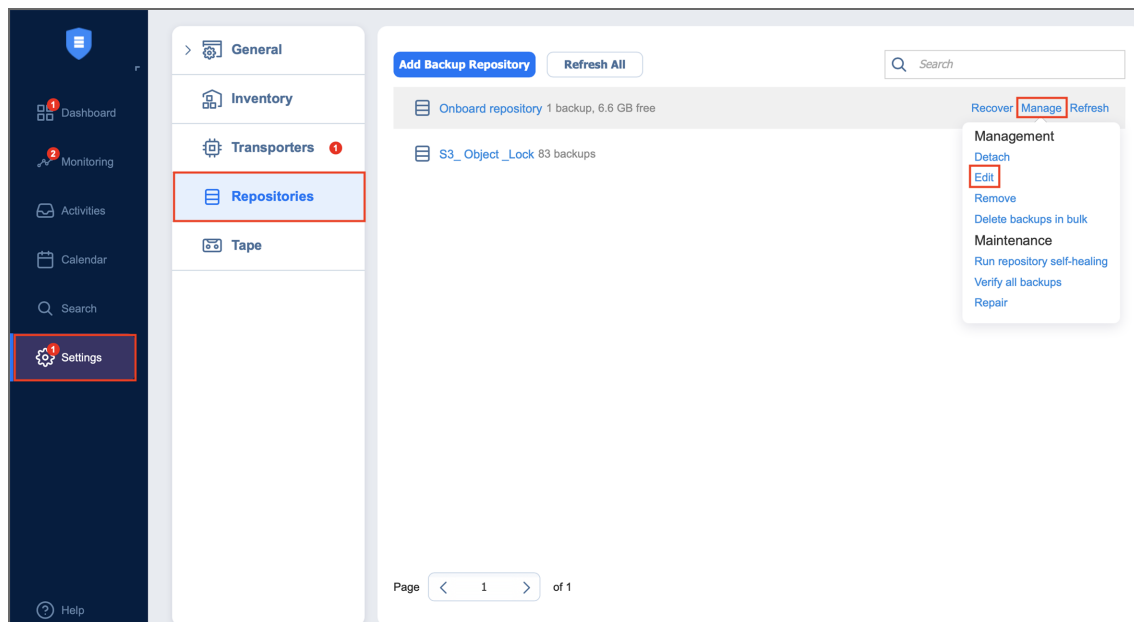 1
Dashboard
2
Monitoring
Activities
Calendar
Search
1
Settings
Help
General
Inventory
Transporters 1
Repositories
Tape
Add Backup Repository Refresh All Search
Onboard repository 1 backup, 6.6 GB free Recover Manage Refresh
S3_ Object _Lock 83 backups
Management
Detach
Edit
Remove
Delete backups in bulk
Maintenance
Run repository self-healing
Verify all backups
Repair
Page 1 of 1